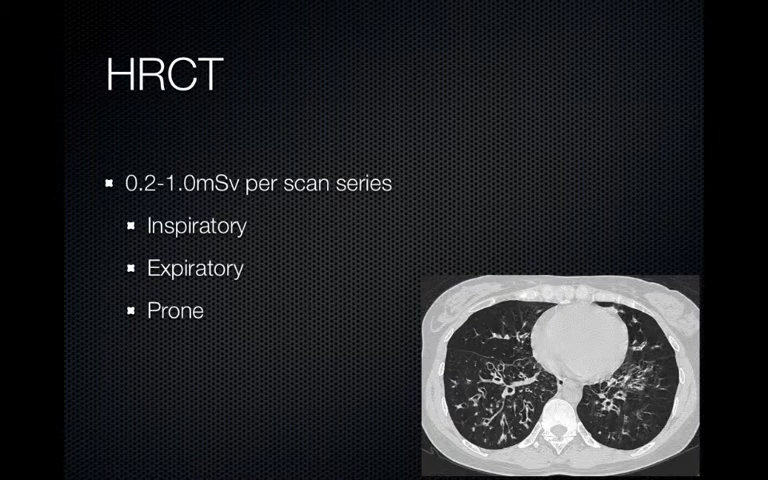 HRCT
0.2-1.0mSv per scan series
Inspiratory
Expiratory
Prone